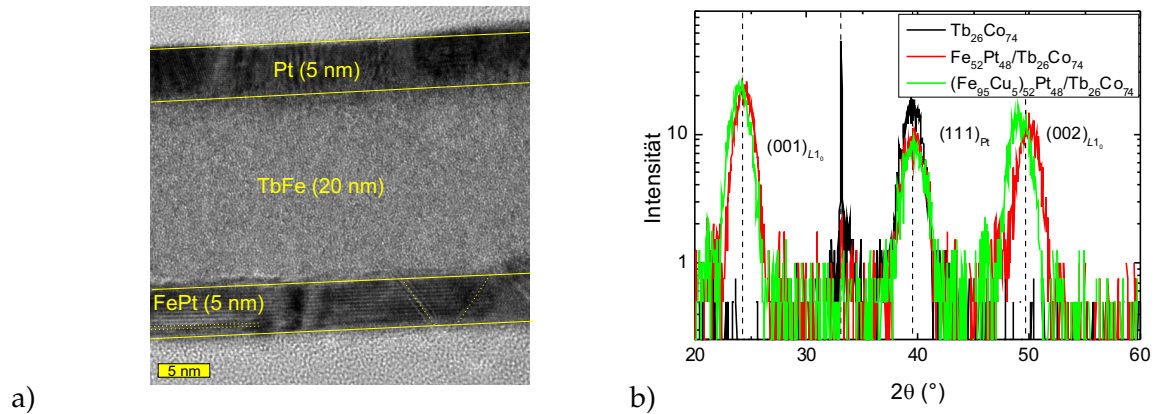 Pt (5 nm)
TbFe (20 nm)
FePt (5 nm)
5 nm
a)
Tb₂₆Co₇₄
Fe₅₂Pt₄₈/Tb₂₆Co₇₄
(Fe₉₅Cu₅)₅₂Pt₄₈/Tb₂₆Co₇₄
(001)L1₀
(111)Pt
(002)L1₀
Intensität
10
1
20 30 40 50 60
2θ (°)
b)